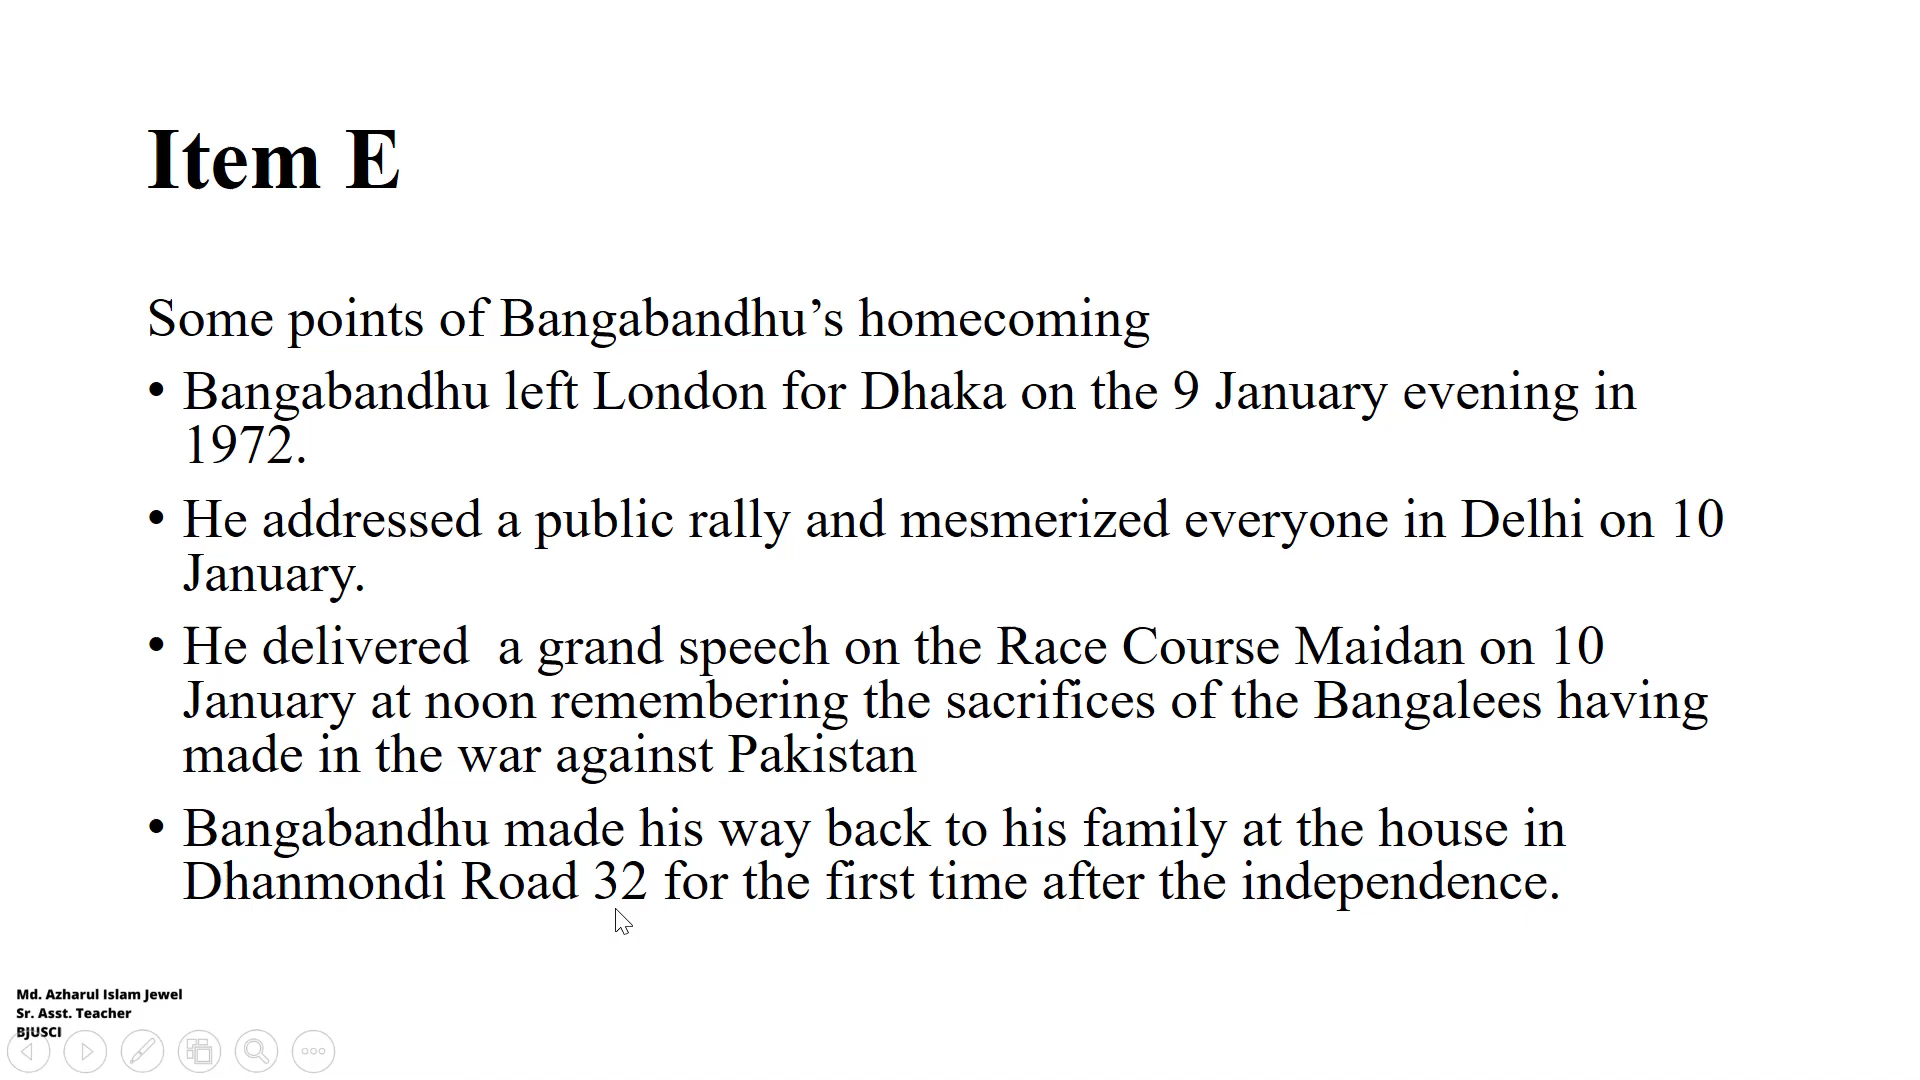 Item E
Some points of Bangabandhu’s homecoming
• Bangabandhu left London for Dhaka on the 9 January evening in
1972.
• He addressed a public rally and mesmerized everyone in Delhi on 10
January.
• He delivered  a grand speech on the Race Course Maidan on 10
January at noon remembering the sacrifices of the Bangalees having
made in the war against Pakistan
• Bangabandhu made his way back to his family at the house in
Dhanmondi Road 32 for the first time after the independence.
Md. Azharul Islam Jewel
Sr. Asst. Teacher
BJUSCI